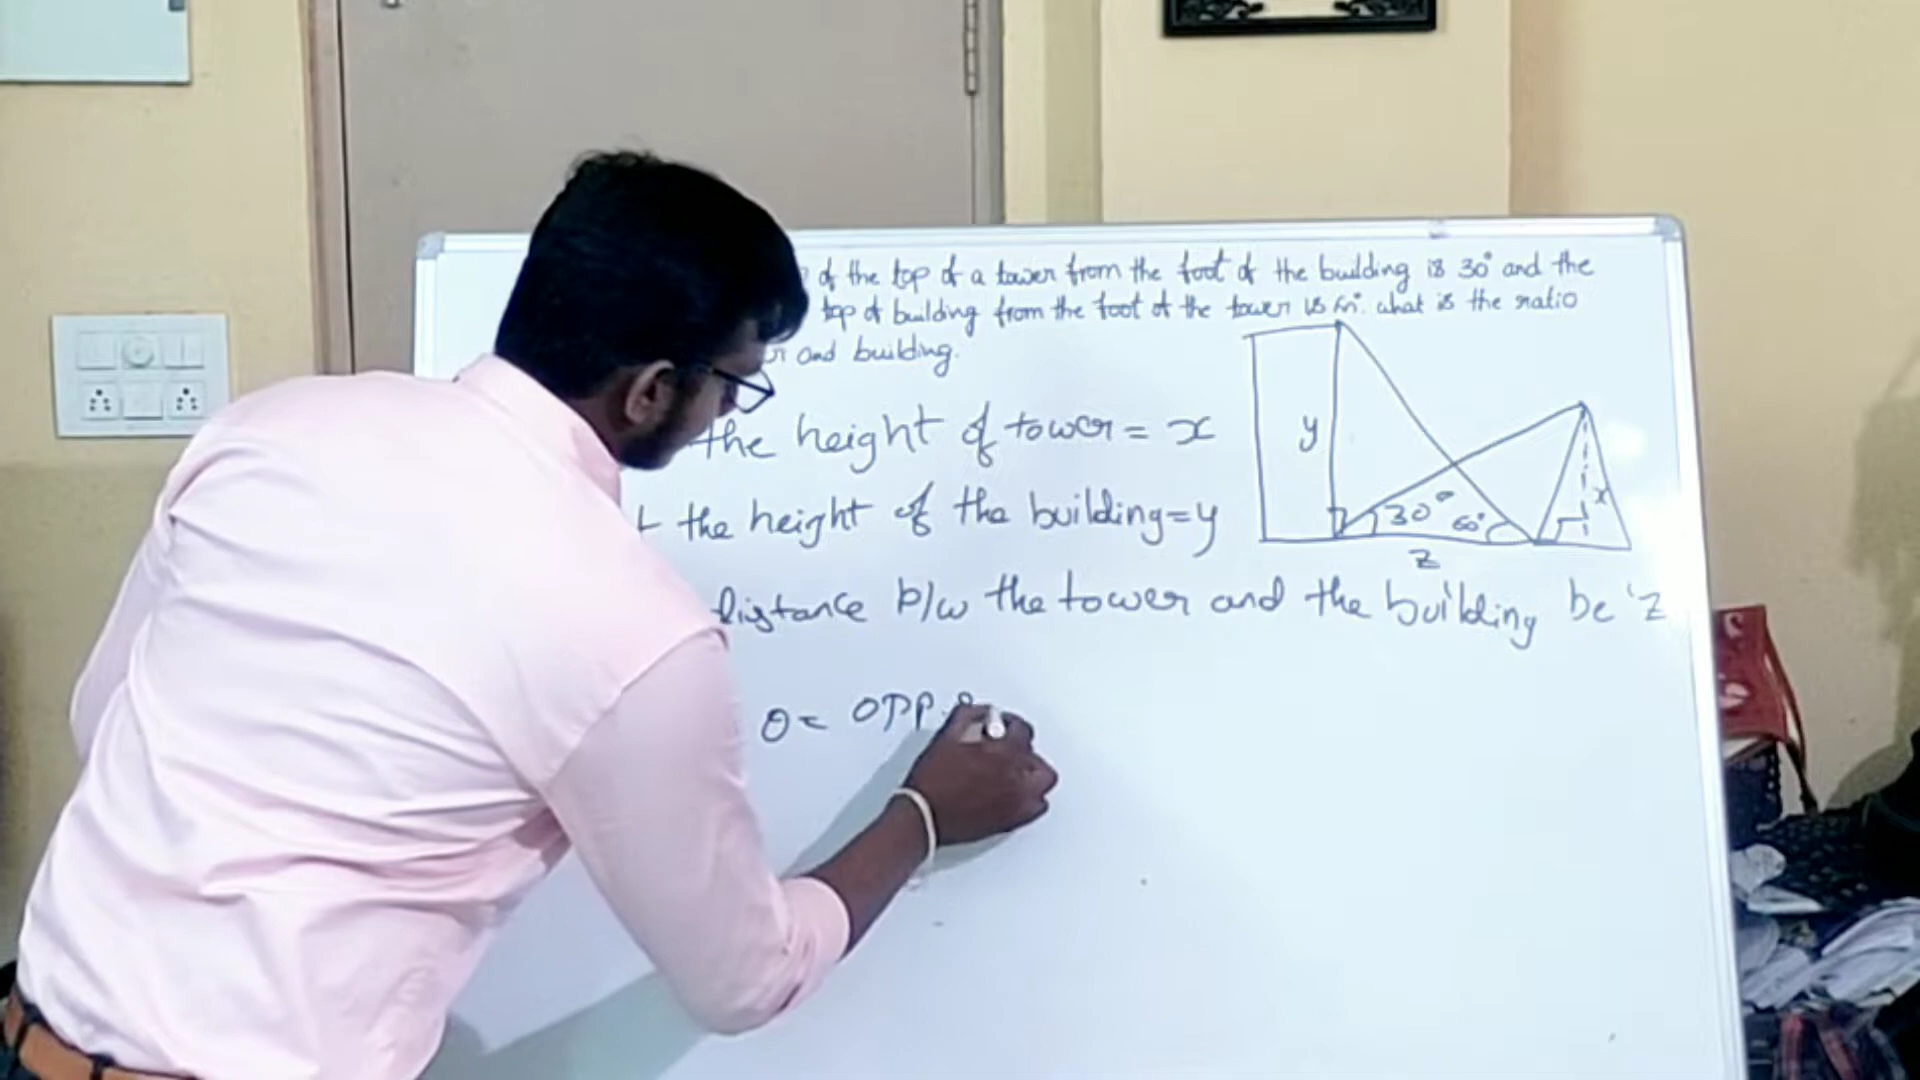 of the top of a tower from the foot of the building is 30° and the
top of building from the foot of the tower is 60°. what is the ratio
and building.
the height of tower = x
the height of the building=y
distance b/w the tower and the building be 'z
θ = opp.
y
30°
60°
x
z